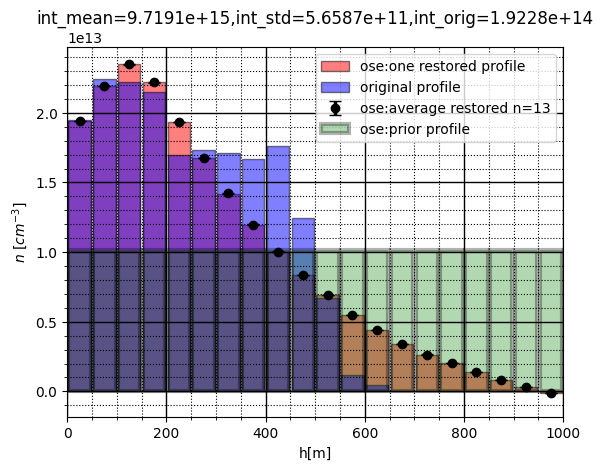 int_mean=9.7191e+15,int_std=5.6587e+11,int_orig=1.9228e+14
1e13
ose:one restored profile
original profile
ose:average restored n=13
ose:prior profile
2.0
1.5
1.0
0.5
0.0
n [cm⁻³]
0 200 400 600 800 1000
h[m]